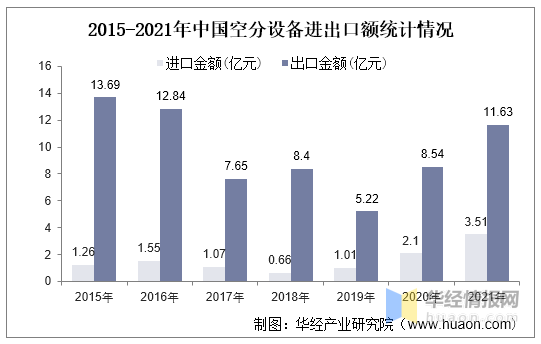 2015-2021年中国空分设备进出口额统计情况
进口金额(亿元) 出口金额(亿元)
16
14
12
10
8
6
4
2
0
1.26 13.69
1.55 12.84
1.07 7.65
0.66 8.4
1.01 5.22
2.1 8.54
3.51 11.63
2015年 2016年 2017年 2018年 2019年 2020年 2021年
华经情报网
huaon.com
制图：华经产业研究院（www.huaon.com）